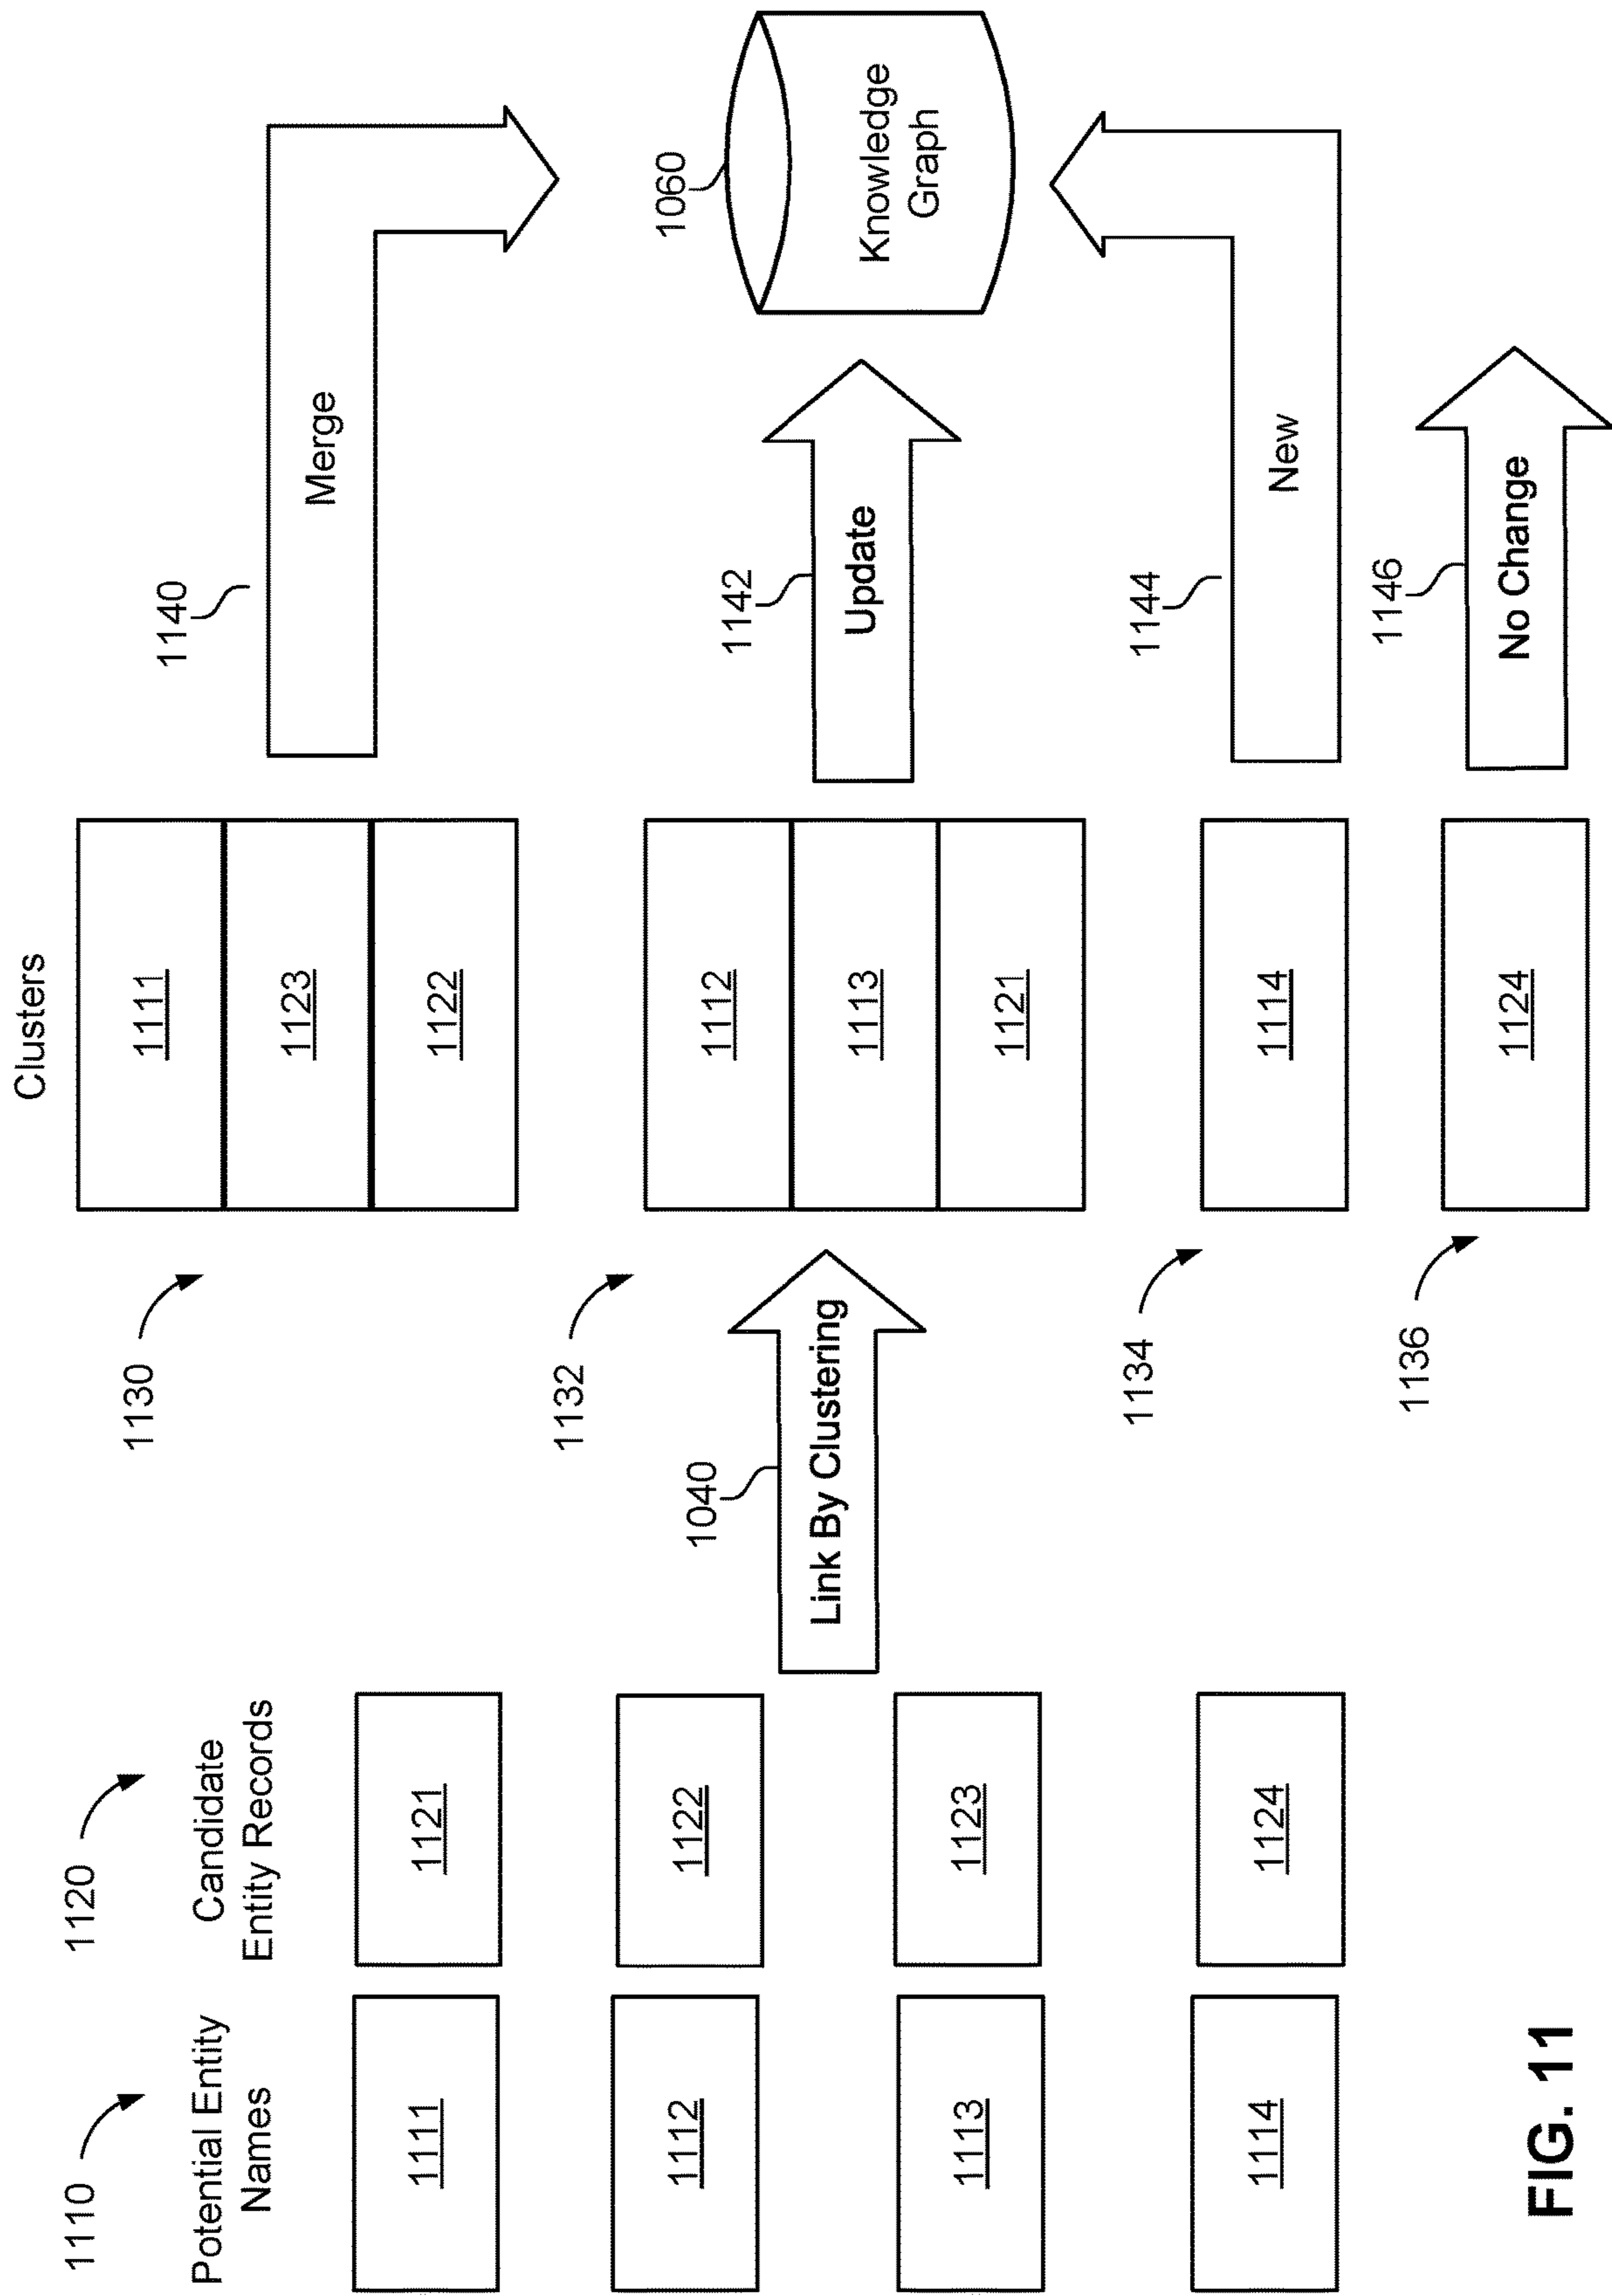 1110
Potential Entity
Names
1111
1112
1113
1114
1120
Candidate
Entity Records
1121
1122
1123
1124
1040
Link By Clustering
Clusters
1130
1111
1123
1122
1132
1112
1113
1121
1134
1114
1136
1124
1140
Merge
1142
Update
1144
New
1146
No Change
1060
Knowledge
Graph
FIG. 11